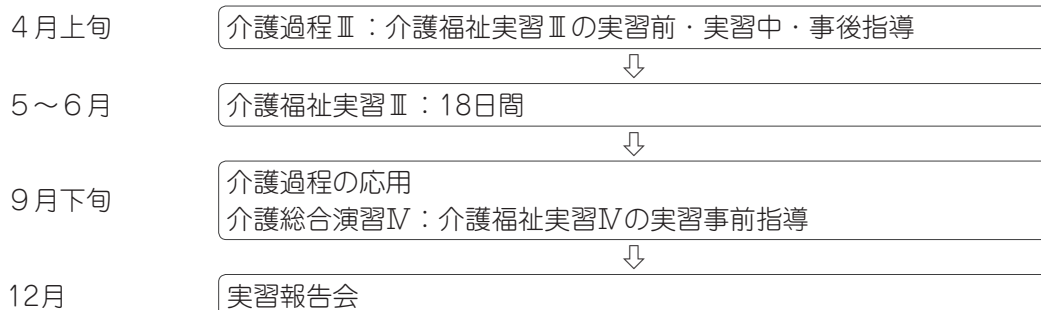 4月上旬
介護過程Ⅲ:介護福祉実習Ⅲの実習前・実習中・事後指導
⇩
5~6月
介護福祉実習Ⅲ:18日間
⇩
9月下旬
介護過程の応用
介護総合演習Ⅳ:介護福祉実習Ⅳの実習事前指導
⇩
12月
実習報告会